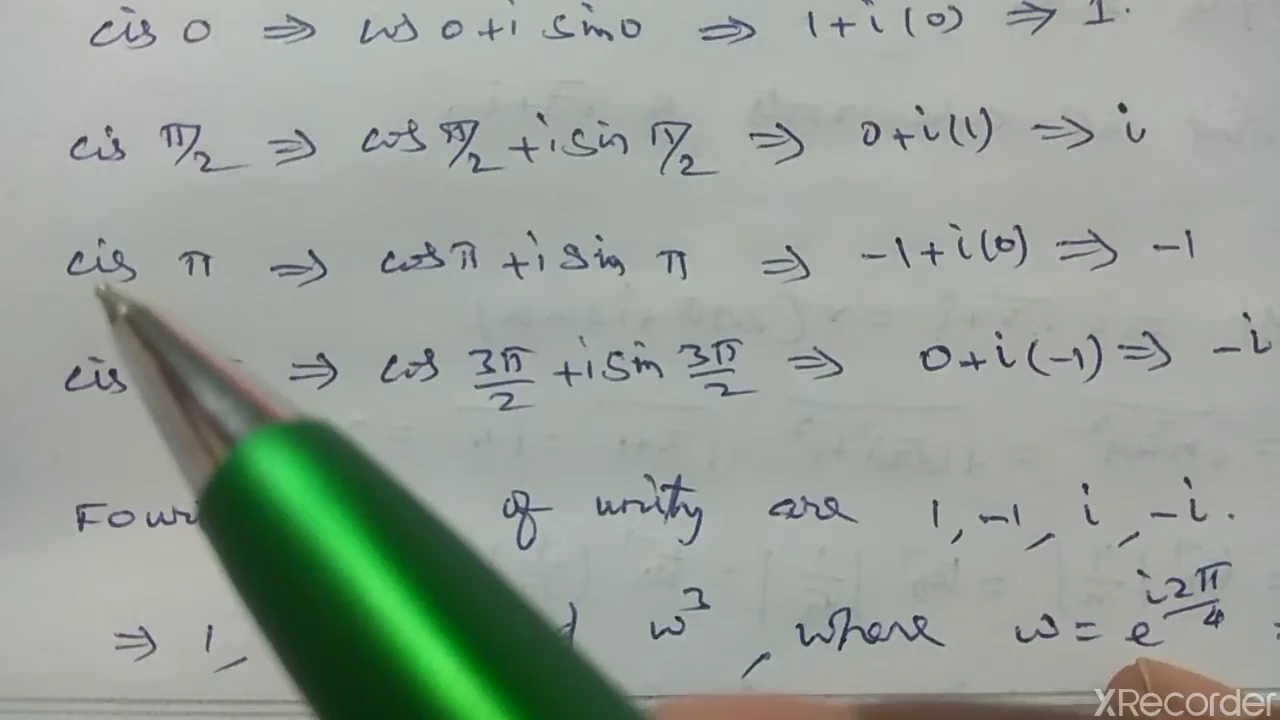 cis 0 ⇒ cos 0 + i sin 0 ⇒ 1 + i(0) ⇒ 1.
cis π/2 ⇒ cos π/2 + i sin π/2 ⇒ 0 + i(1) ⇒ i
cis π ⇒ cos π + i sin π ⇒ -1 + i(0) ⇒ -1
cis ⇒ cos 3π/2 + i sin 3π/2 ⇒ 0 + i(-1) ⇒ -i
of unity are 1, -1, i, -i.
⇒ 1, w³, where w = e^(i2π/4) =
XRecorder